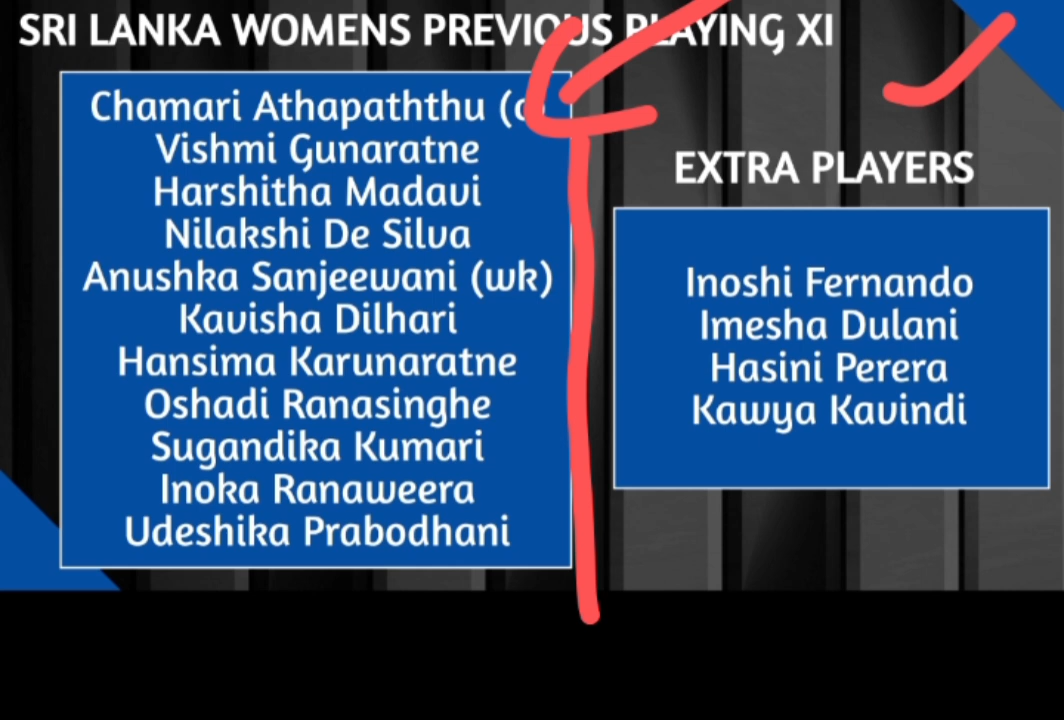 SRI LANKA WOMENS PREVIOUS PLAYING XI
Chamari Athapaththu (c)
Vishmi Gunaratne
Harshitha Madavi
Nilakshi De Silva
Anushka Sanjeewani (wk)
Kavisha Dilhari
Hansima Karunaratne
Oshadi Ranasinghe
Sugandika Kumari
Inoka Ranaweera
Udeshika Prabodhani
EXTRA PLAYERS
Inoshi Fernando
Imesha Dulani
Hasini Perera
Kawya Kavindi